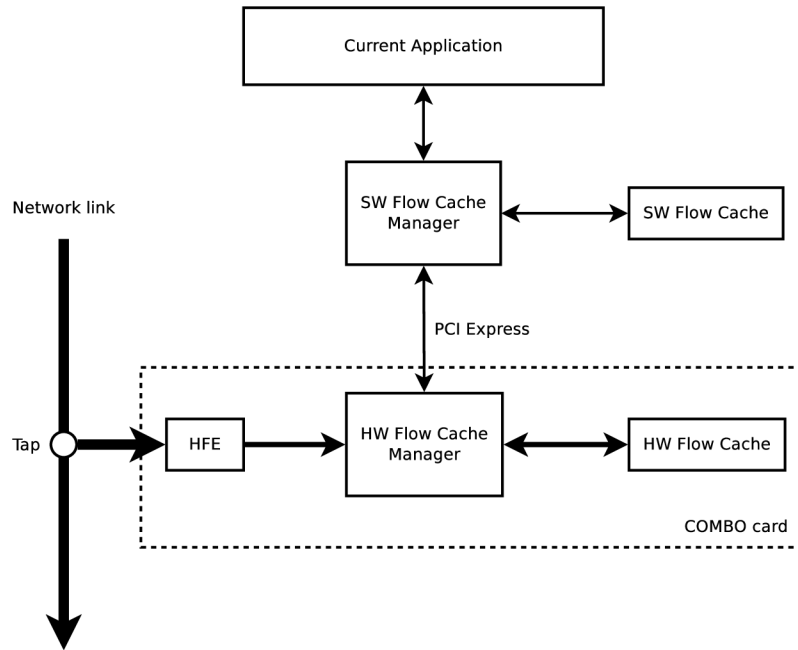 Current Application
SW Flow Cache
Manager
SW Flow Cache
Network link
PCI Express
Tap
HFE
HW Flow Cache
Manager
HW Flow Cache
COMBO card